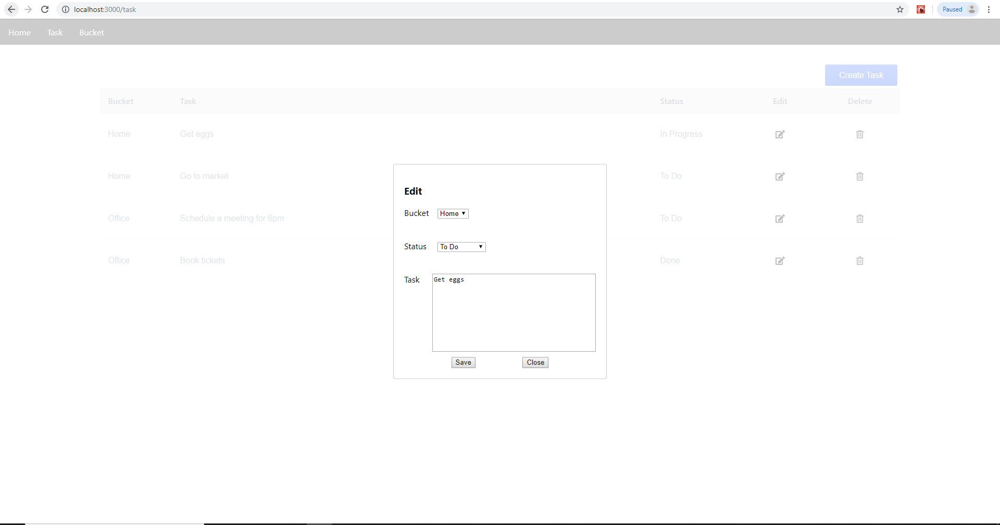 localhost:3000/task
Paused
Home Task Bucket
Create Task
Bucket Task Status Edit Delete
Home Get eggs In Progress
Home Go to market To Do
Office Schedule a meeting for 6pm To Do
Office Book tickets Done
Edit
Bucket Home
Status To Do
Task Get eggs
Save Close